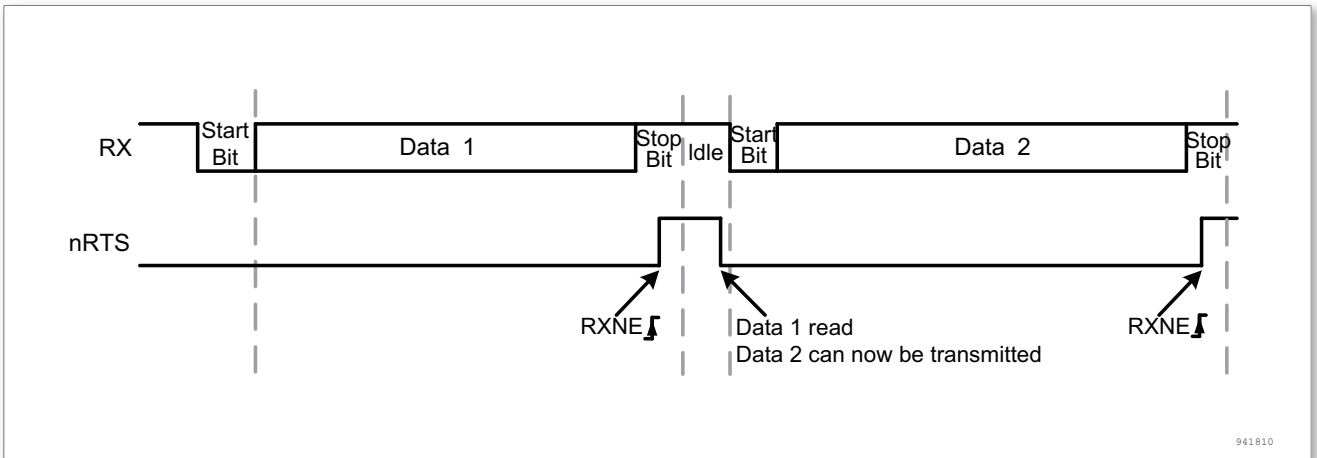 RX
Start
Bit
Data 1
Stop
Bit
Idle
Start
Bit
Data 2
Stop
Bit
nRTS
RXNE
Data 1 read
Data 2 can now be transmitted
RXNE
941810